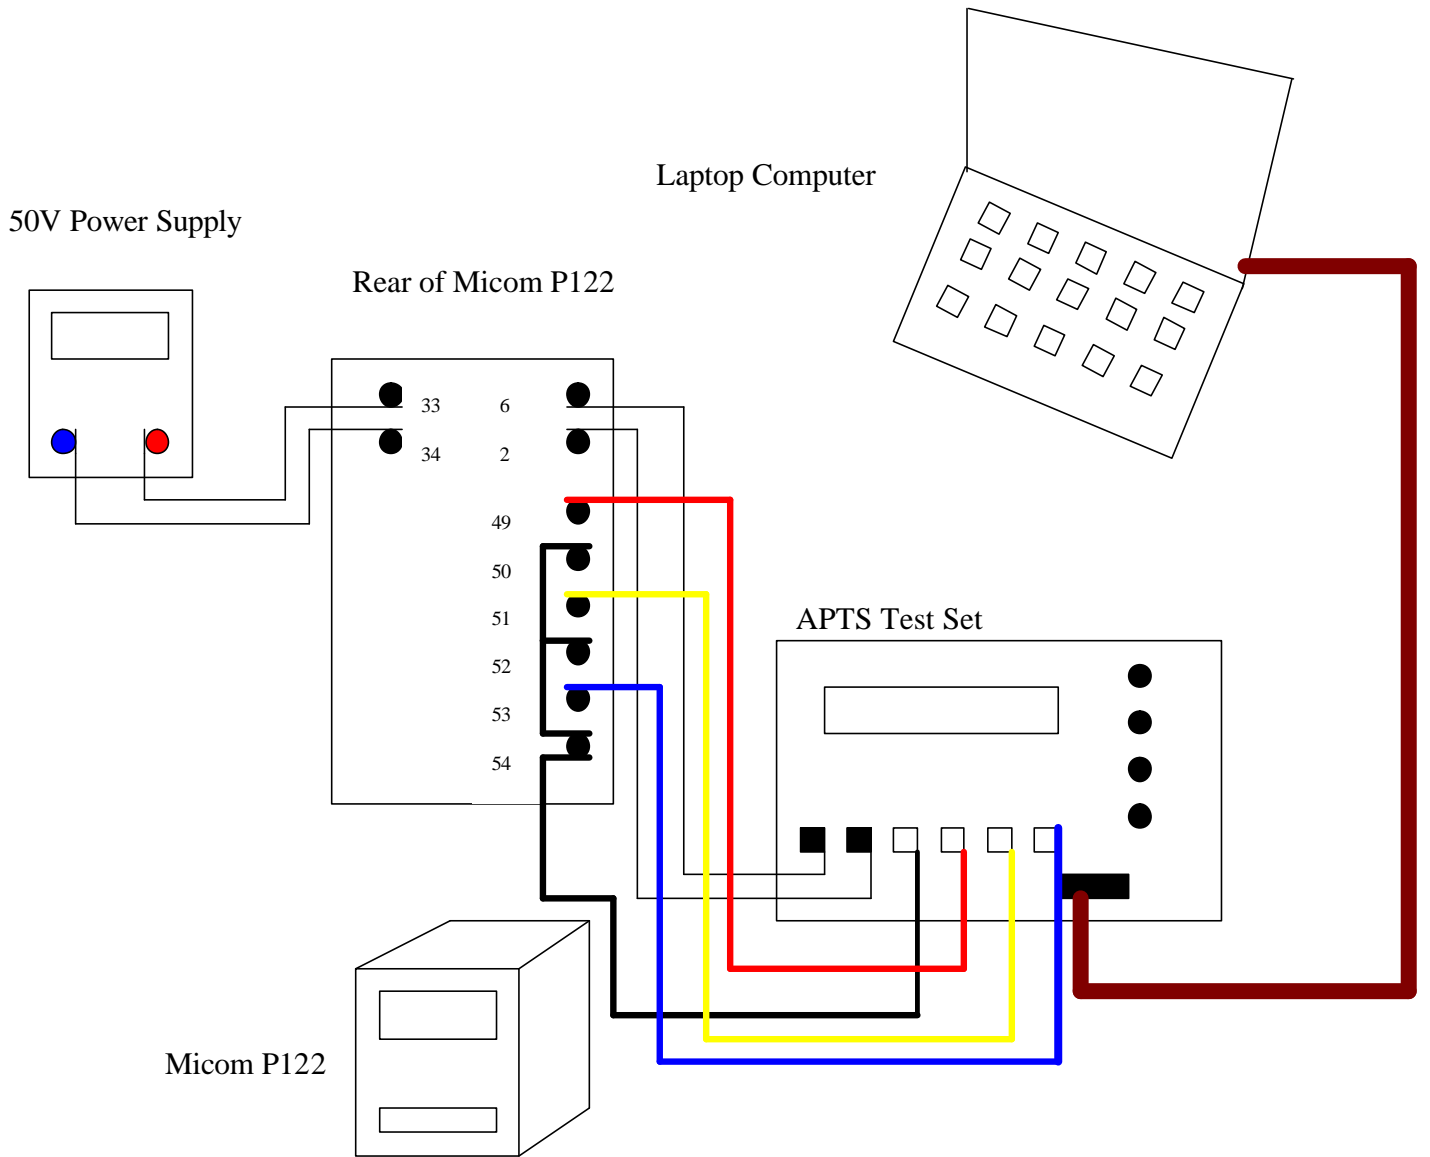 Laptop Computer
50V Power Supply
Rear of Micom P122
33 6
34 2
49
50
51
52
53
54
APTS Test Set
Micom P122